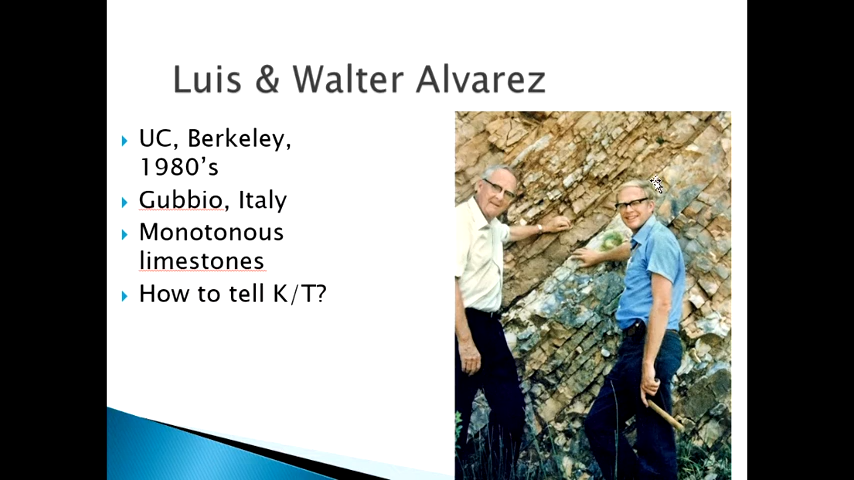 Luis & Walter Alvarez
UC, Berkeley,
1980's
Gubbio, Italy
Monotonous
limestones
How to tell K/T?